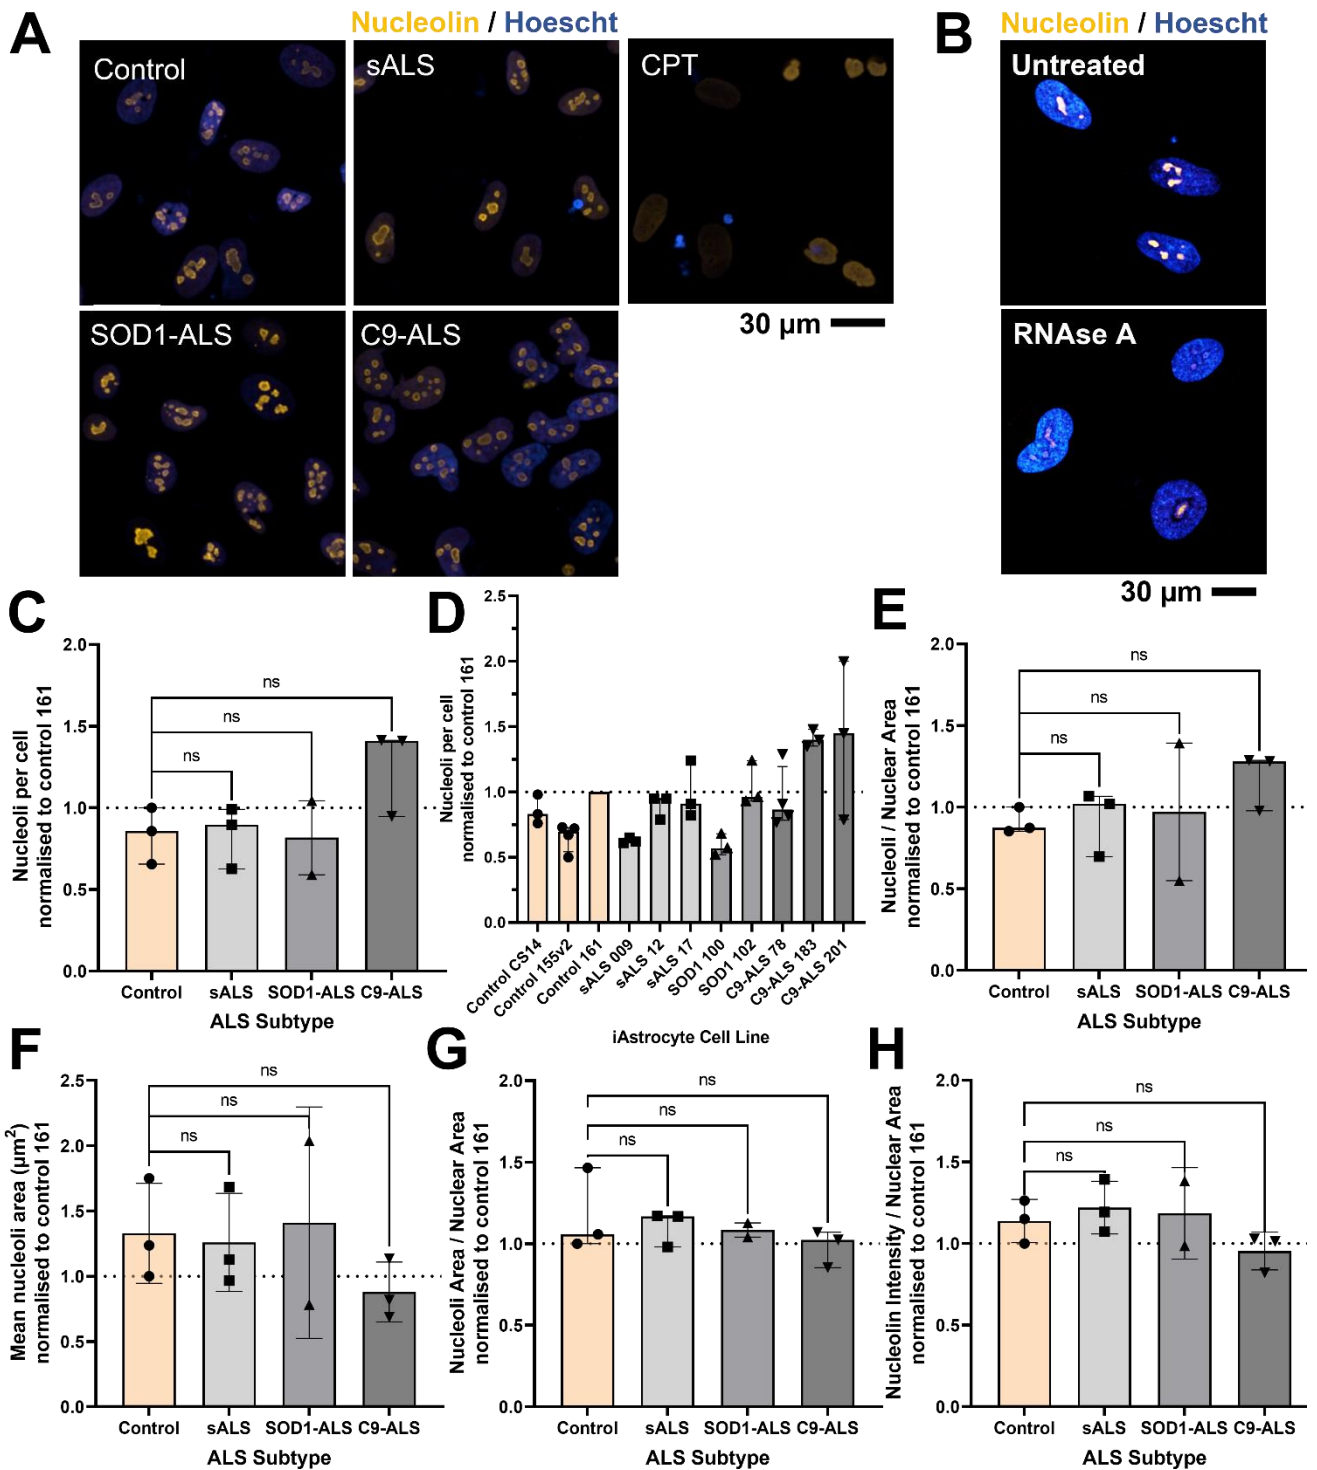 A
Nucleolin / Hoescht
Control
sALS
CPT
SOD1-ALS
C9-ALS
30 µm
B
Nucleolin / Hoescht
Untreated
RNAse A
30 µm
C
Nucleoli per cell
normalised to control 161
2.0
1.5
1.0
0.5
0.0
ns
ns
ns
Control
sALS
SOD1-ALS
C9-ALS
ALS Subtype
D
Nucleoli per cell
normalised to control 161
2.5
2.0
1.5
1.0
0.5
0.0
Control CS14
Control 155v2
Control 161
sALS 009
sALS 12
sALS 17
SOD1 100
SOD1 102
C9-ALS 78
C9-ALS 183
C9-ALS 201
iAstrocyte Cell Line
E
Nucleoli / Nuclear Area
normalised to control 161
2.0
1.5
1.0
0.5
0.0
ns
ns
ns
Control
sALS
SOD1-ALS
C9-ALS
ALS Subtype
F
Mean nucleoli area (µm²)
normalised to control 161
2.5
2.0
1.5
1.0
0.5
0.0
ns
ns
ns
Control
sALS
SOD1-ALS
C9-ALS
ALS Subtype
G
Nucleoli Area / Nuclear Area
normalised to control 161
2.0
1.5
1.0
0.5
0.0
ns
ns
ns
Control
sALS
SOD1-ALS
C9-ALS
ALS Subtype
H
Nucleolin Intensity / Nuclear Area
normalised to control 161
2.0
1.5
1.0
0.5
0.0
ns
ns
ns
Control
sALS
SOD1-ALS
C9-ALS
ALS Subtype